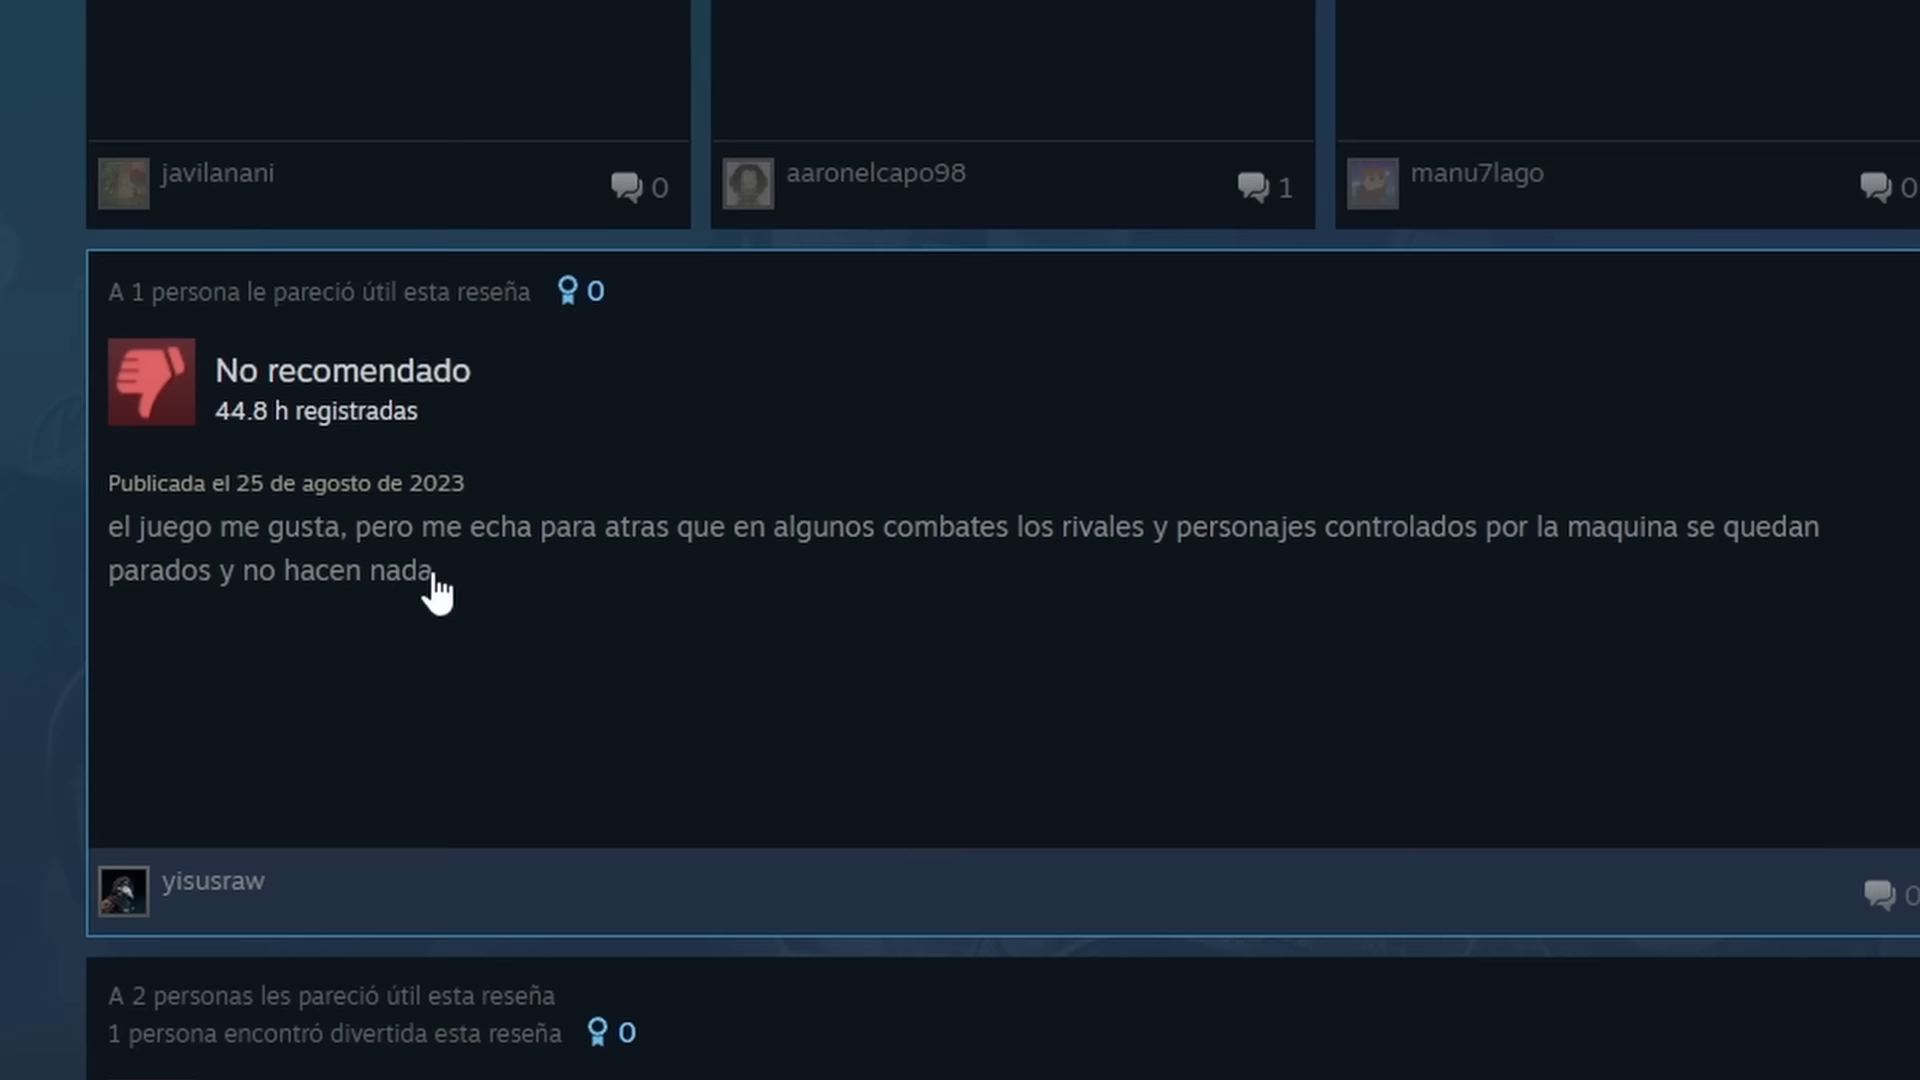 javilanani
0
aaronelcapo98
1
manu7lago
0
A 1 persona le pareció útil esta reseña
0
No recomendado
44.8 h registradas
Publicada el 25 de agosto de 2023
el juego me gusta, pero me echa para atras que en algunos combates los rivales y personajes controlados por la maquina se quedan
parados y no hacen nada
yisusraw
0
A 2 personas les pareció útil esta reseña
1 persona encontró divertida esta reseña
0